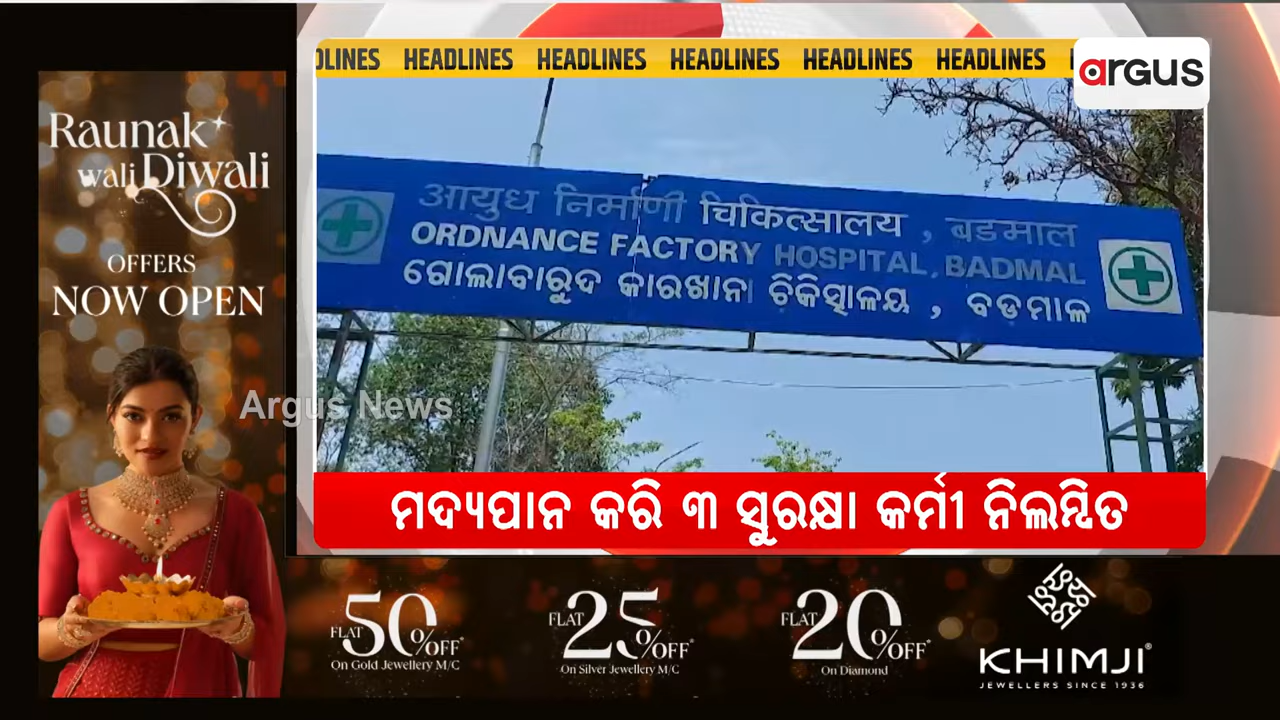 HEADLINES HEADLINES HEADLINES HEADLINES HEADLINES
argus
Raunak
wali Diwali
OFFERS
NOW OPEN
आयुध निर्माणी चिकित्सालय , बडमाल
ORDNANCE FACTORY HOSPITAL, BADMAL
ଗୋଲାବାରୁଦ କାରଖାନା ଚିକିତ୍ସାଳୟ , ବଡ଼ମାଳ
Argus News
ମଦ୍ୟପାନ କରି ୩ ସୁରକ୍ଷା କର୍ମୀ ନିଲମ୍ବିତ
FLAT 50% OFF*
On Gold Jewellery M/C
FLAT 25% OFF*
On Silver Jewellery M/C
FLAT 20% OFF*
On Diamond
KHIMJI®
JEWELLERS SINCE 1936